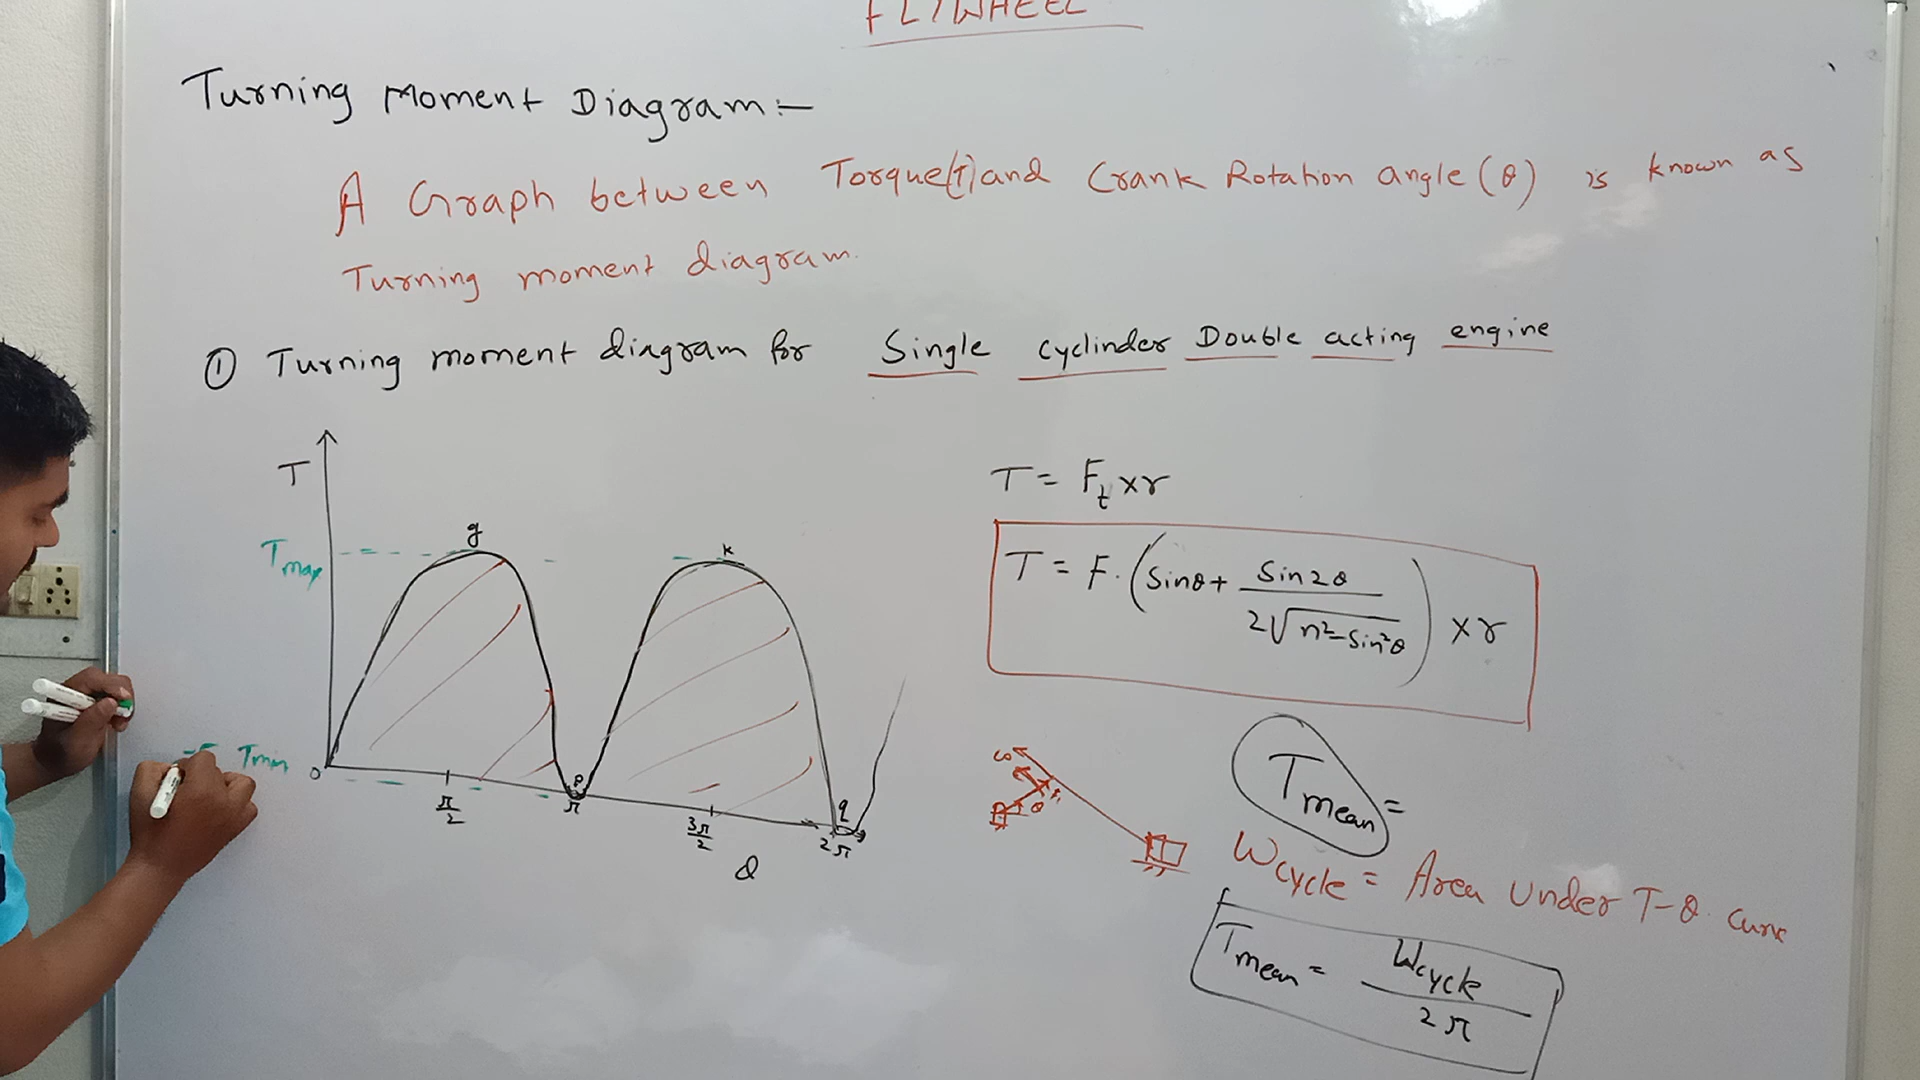 FLYWHEEL
Turning Moment Diagram:-
A Graph between Torque(T) and Crank Rotation angle (θ) is known as
Turning moment diagram.
① Turning moment diagram for Single cyclinder Double acting engine
T
Tmax
g
k
Tmin
0
π/2
p
π
3π/2
q
2π
θ
T = Ft × r
T = F. (Sinθ + Sin2θ / 2√n²-Sin²θ) × r
ω
θ
Tmean =
Wcycle = Area Under T-θ. Curve
Tmean = Wcycle / 2π